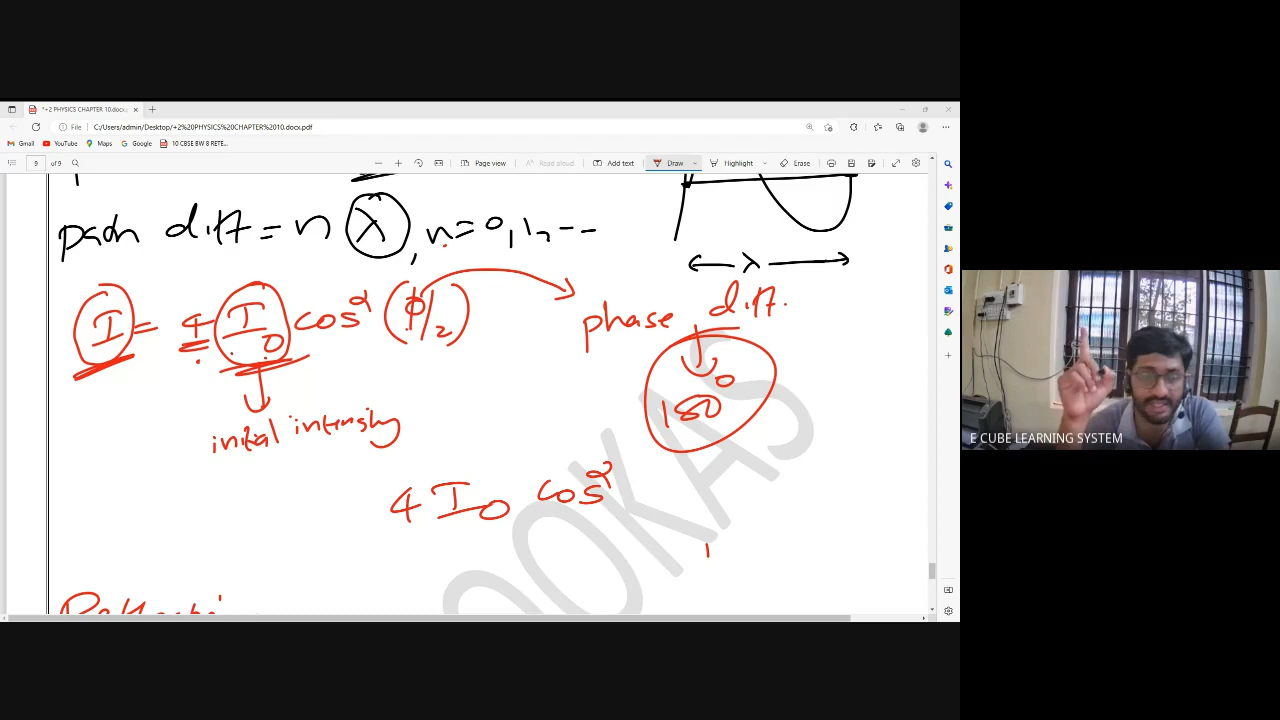 *+2 PHYSICS CHAPTER 10.docx.
File C:/Users/admin/Desktop/+2%20PHYSICS%20CHAPTER%2010.docx.pdf
Gmail YouTube Maps Google 10 CBSE BW 8 RETE...
9 of 9 Page view Read aloud Add text Draw Highlight Erase
path diff = n λ, n = 0, 1, --
λ
I = 4 I0 cos² (φ/2)
phase diff.
0
180
initial intensity
4 I0 cos²
OOKAS
E CUBE LEARNING SYSTEM